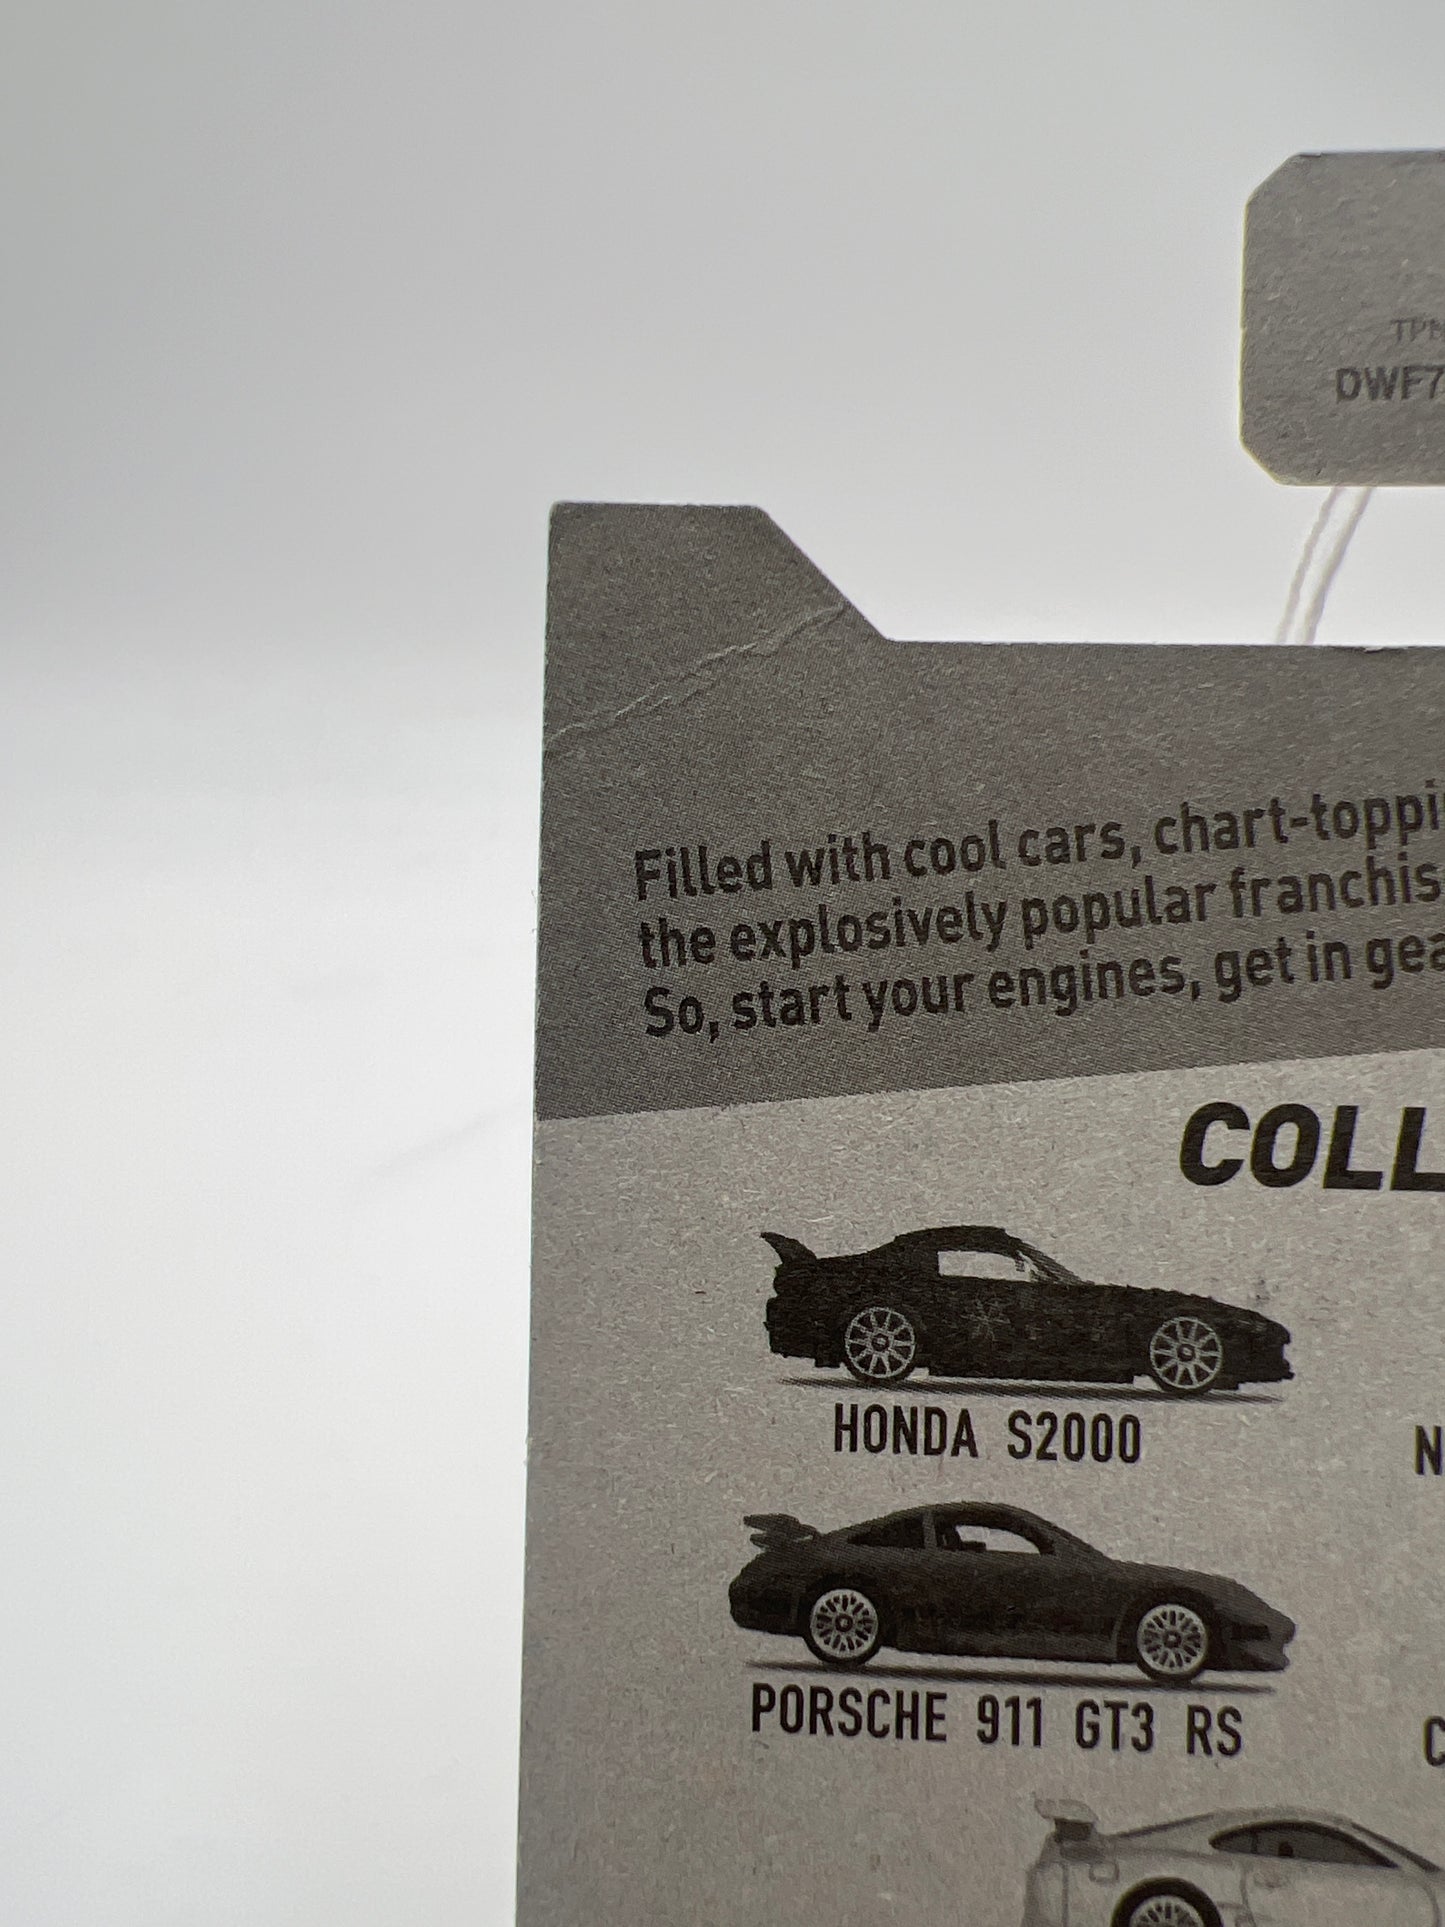 DWF7
Filled with cool cars, chart-toppi
the explosively popular franchis
So, start your engines, get in gea
COLL
HONDA S2000
N
PORSCHE 911 GT3 RS
C